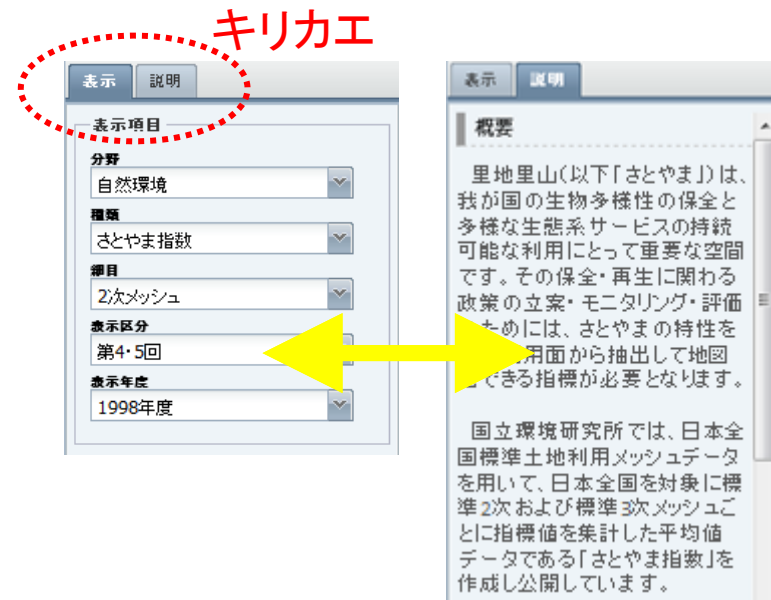 キリカエ
表示 説明
表示項目
分野
自然環境
種類
さとやま指数
細目
2次メッシュ
表示区分
第4・5回
表示年度
1998年度
表示 説明
概要
里地里山(以下「さとやま」)は、
我が国の生物多様性の保全と
多様な生態系サービスの持続
可能な利用にとって重要な空間
です。その保全・再生に関わる
政策の立案・モニタリング・評価
ためには、さとやまの特性を
用面から抽出して地図
できる指標が必要となります。
国立環境研究所では、日本全
国標準土地利用メッシュデータ
を用いて、日本全国を対象に標
準2次および標準3次メッシュご
とに指標値を集計した平均値
データである「さとやま指数」を
作成し公開しています。